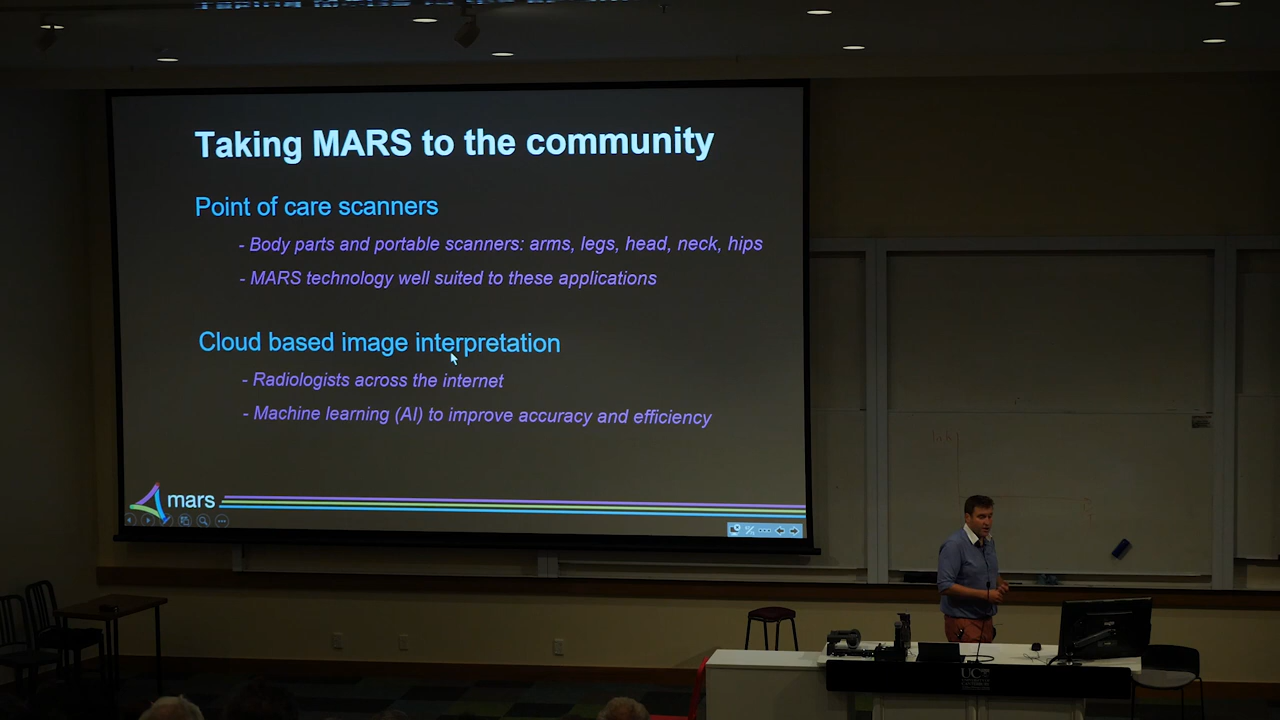 Taking MARS to the community
Point of care scanners
- Body parts and portable scanners: arms, legs, head, neck, hips
- MARS technology well suited to these applications
Cloud based image interpretation
- Radiologists across the internet
- Machine learning (AI) to improve accuracy and efficiency
mars
UC